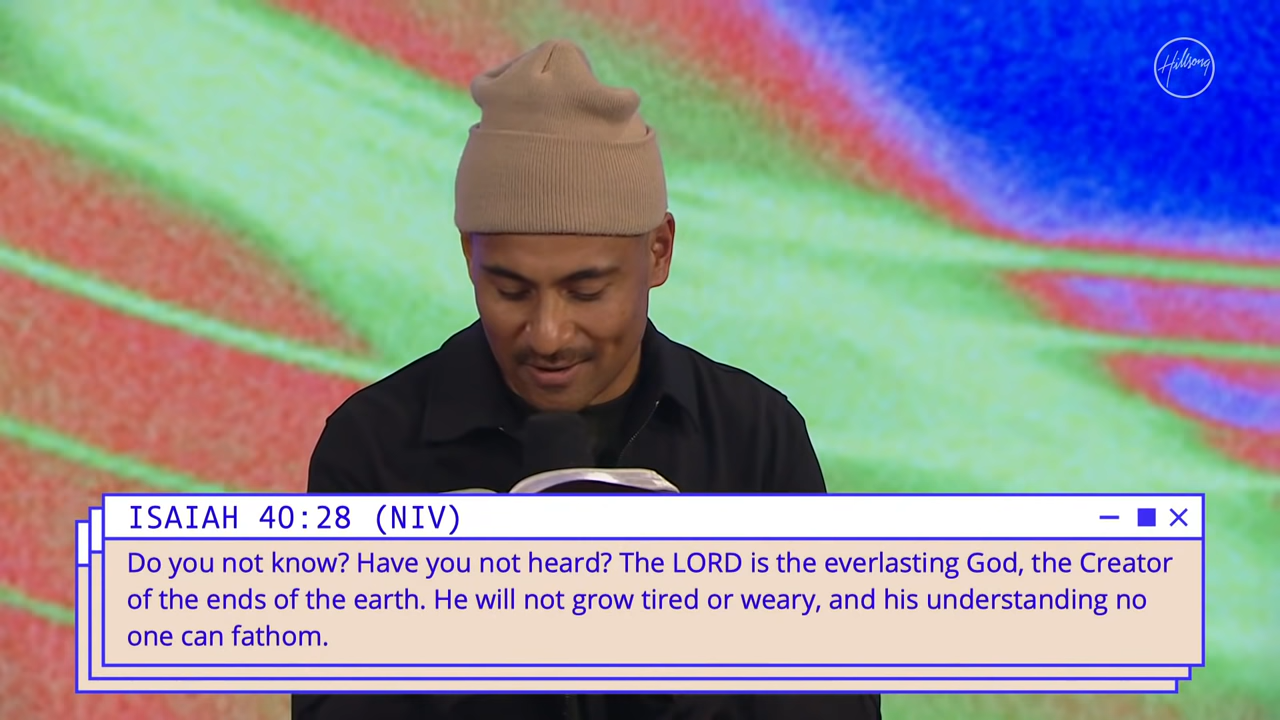 Hillsong
ISAIAH 40:28 (NIV)
Do you not know? Have you not heard? The LORD is the everlasting God, the Creator
of the ends of the earth. He will not grow tired or weary, and his understanding no
one can fathom.